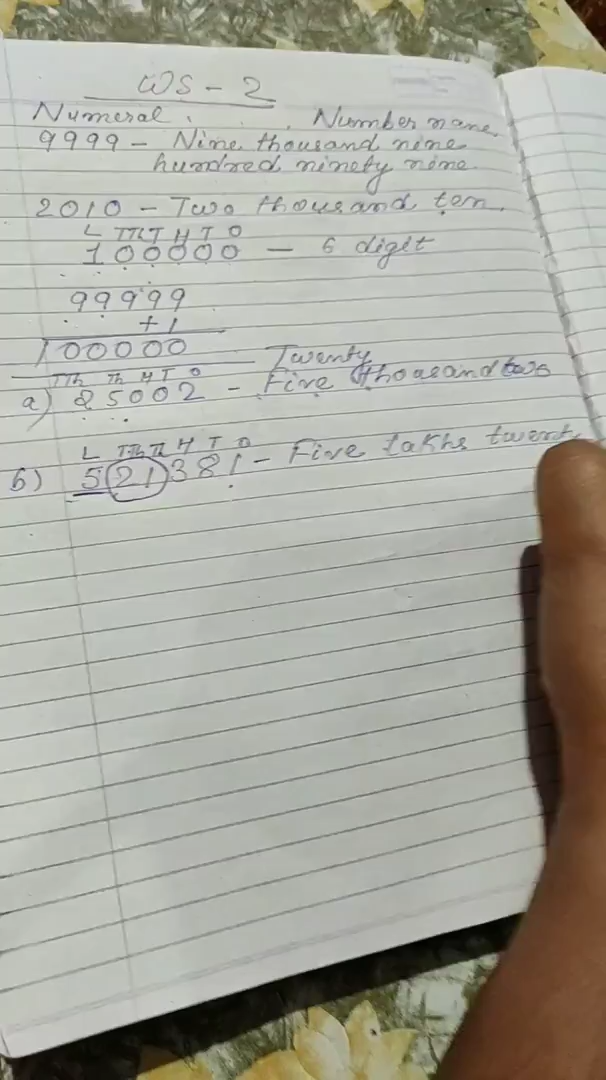 WS - 2
Numeral . . Number name
9999 - Nine thousand nine
hundred ninety nine
2010 - Two thousand ten
L TTh T H T O
100000 - 6 digit
99999
+1
100000
Twenty
TTh Th H T O
a) 25002 - Five thousand two
L TTh Th H T O
b) 521381 - Five lakhs twenty